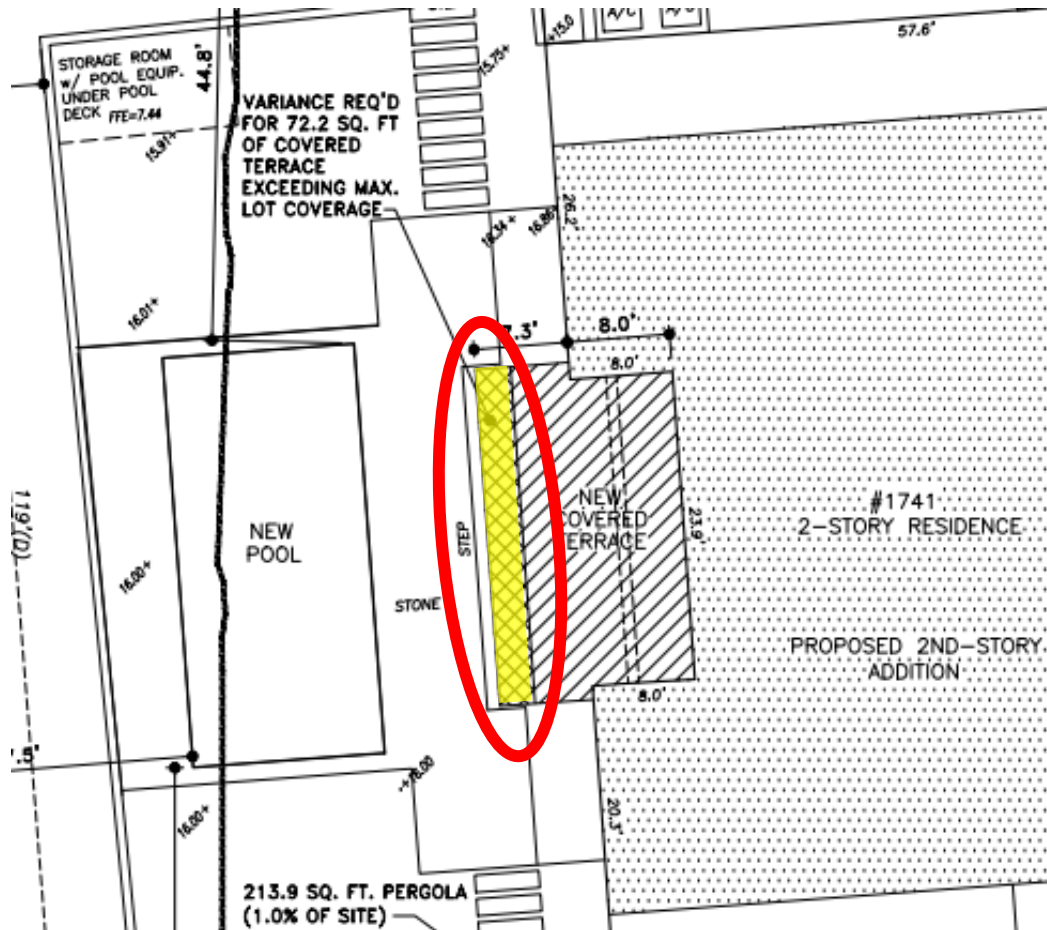 A/C
+15.0
57.6'
STORAGE ROOM
w/ POOL EQUIP.
UNDER POOL
DECK FFE=7.44
44.8'
15.75+
15.91+
VARIANCE REQ'D
FOR 72.2 SQ. FT
OF COVERED
TERRACE
EXCEEDING MAX.
LOT COVERAGE
26.2'
16.34+
16.86+
16.01+
7.3'
8.0'
8.0'
NEW
COVERED
TERRACE
23.9'
#1741
2-STORY RESIDENCE
119'(D)
NEW
POOL
STEP
16.00+
STONE
PROPOSED 2ND-STORY
ADDITION
8.0'
.5'
+16.00
16.00+
20.3'
213.9 SQ. FT. PERGOLA
(1.0% OF SITE)